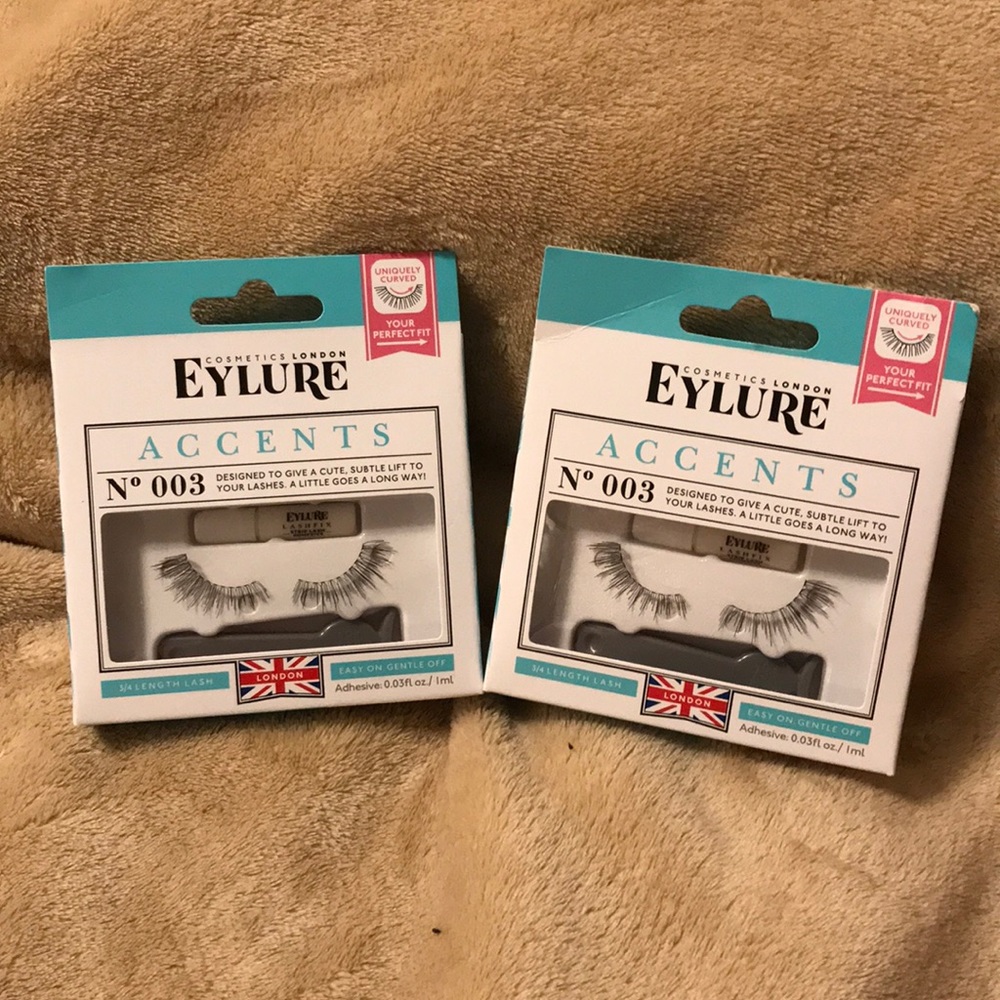 UNIQUELY
CURVED
YOUR
PERFECT FIT
COSMETICS LONDON
EYLURE
ACCENTS
Nº 003
DESIGNED TO GIVE A CUTE, SUBTLE LIFT TO
YOUR LASHES. A LITTLE GOES A LONG WAY!
EYLURE
LASHFIX
3/4 LENGTH LASH
LONDON
EASY ON, GENTLE OFF
Adhesive: 0.03fl oz./ 1ml
UNIQUELY
CURVED
YOUR
PERFECT FIT
COSMETICS LONDON
EYLURE
ACCENTS
Nº 003
DESIGNED TO GIVE A CUTE, SUBTLE LIFT TO
YOUR LASHES. A LITTLE GOES A LONG WAY!
EYLURE
LASHFIX
3/4 LENGTH LASH
LONDON
EASY ON, GENTLE OFF
Adhesive: 0.03fl oz./ 1ml